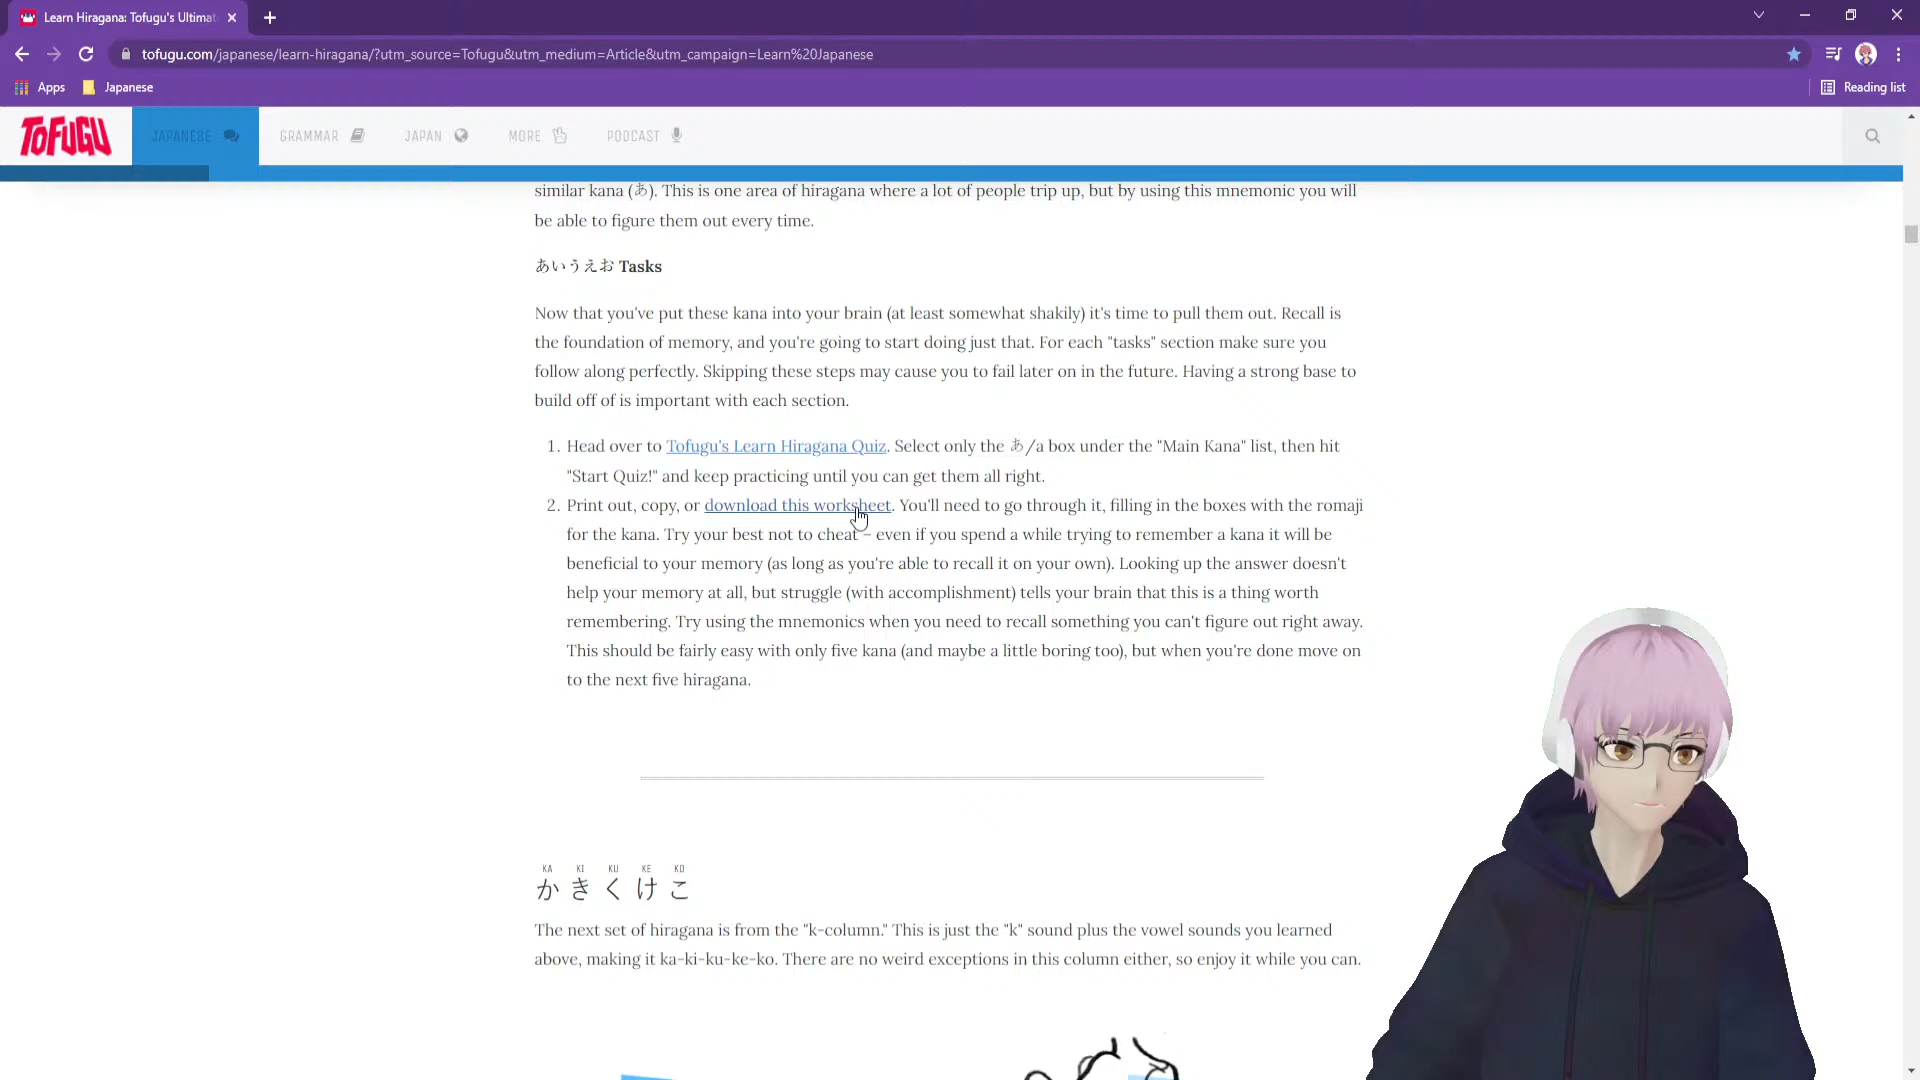 Learn Hiragana: Tofugu's Ultima
tofugu.com/japanese/learn-hiragana/?utm_source=Tofugu&utm_medium=Article&utm_campaign=Learn%20Japanese
Apps Japanese Reading list
TOFUGU JAPANESE GRAMMAR JAPAN MORE PODCAST
similar kana (あ). This is one area of hiragana where a lot of people trip up, but by using this mnemonic you will
be able to figure them out every time.
あいうえお Tasks
Now that you've put these kana into your brain (at least somewhat shakily) it's time to pull them out. Recall is
the foundation of memory, and you're going to start doing just that. For each "tasks" section make sure you
follow along perfectly. Skipping these steps may cause you to fail later on in the future. Having a strong base to
build off of is important with each section.
1. Head over to Tofugu's Learn Hiragana Quiz. Select only the あ/a box under the "Main Kana" list, then hit
"Start Quiz!" and keep practicing until you can get them all right.
2. Print out, copy, or download this worksheet. You'll need to go through it, filling in the boxes with the romaji
for the kana. Try your best not to cheat – even if you spend a while trying to remember a kana it will be
beneficial to your memory (as long as you're able to recall it on your own). Looking up the answer doesn't
help your memory at all, but struggle (with accomplishment) tells your brain that this is a thing worth
remembering. Try using the mnemonics when you need to recall something you can't figure out right away.
This should be fairly easy with only five kana (and maybe a little boring too), but when you're done move on
to the next five hiragana.
KA KI KU KE KO
か き く け こ
The next set of hiragana is from the "k-column." This is just the "k" sound plus the vowel sounds you learned
above, making it ka-ki-ku-ke-ko. There are no weird exceptions in this column either, so enjoy it while you can.